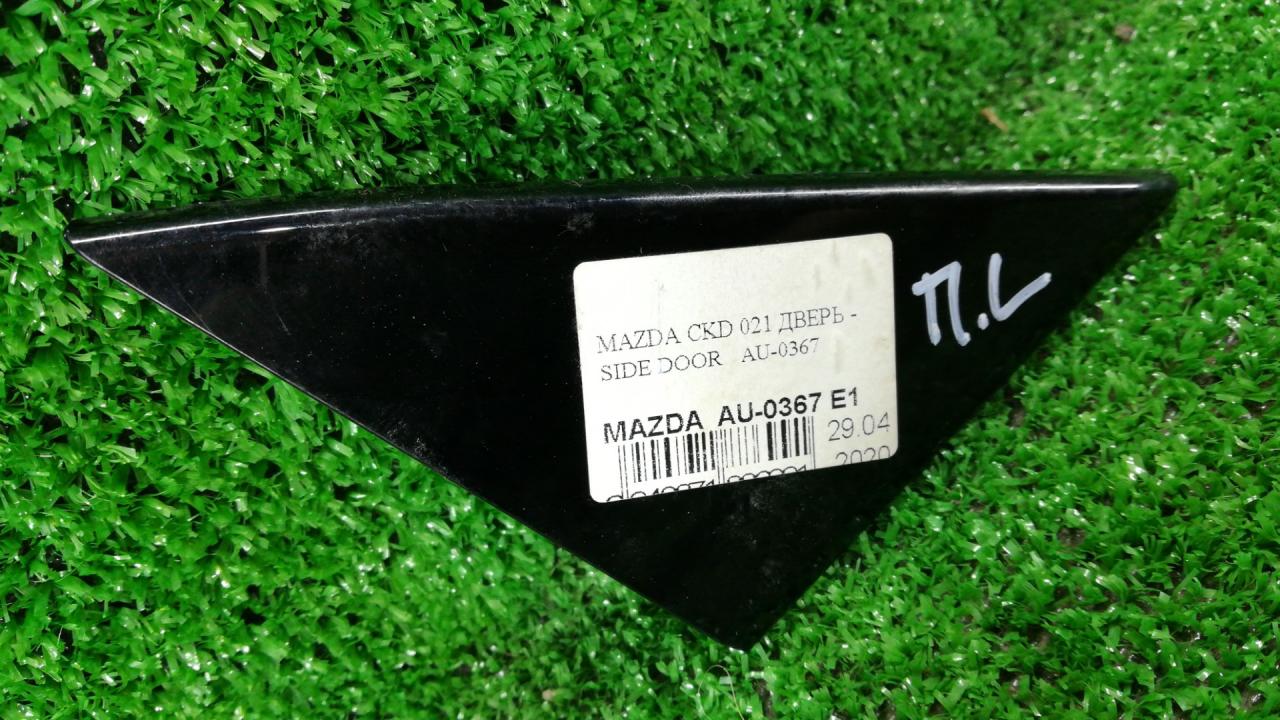 MAZDA CKD 021 ДВЕРЬ -
SIDE DOOR AU-0367
MAZDA AU-0367 E1
29.04
2020
П.L